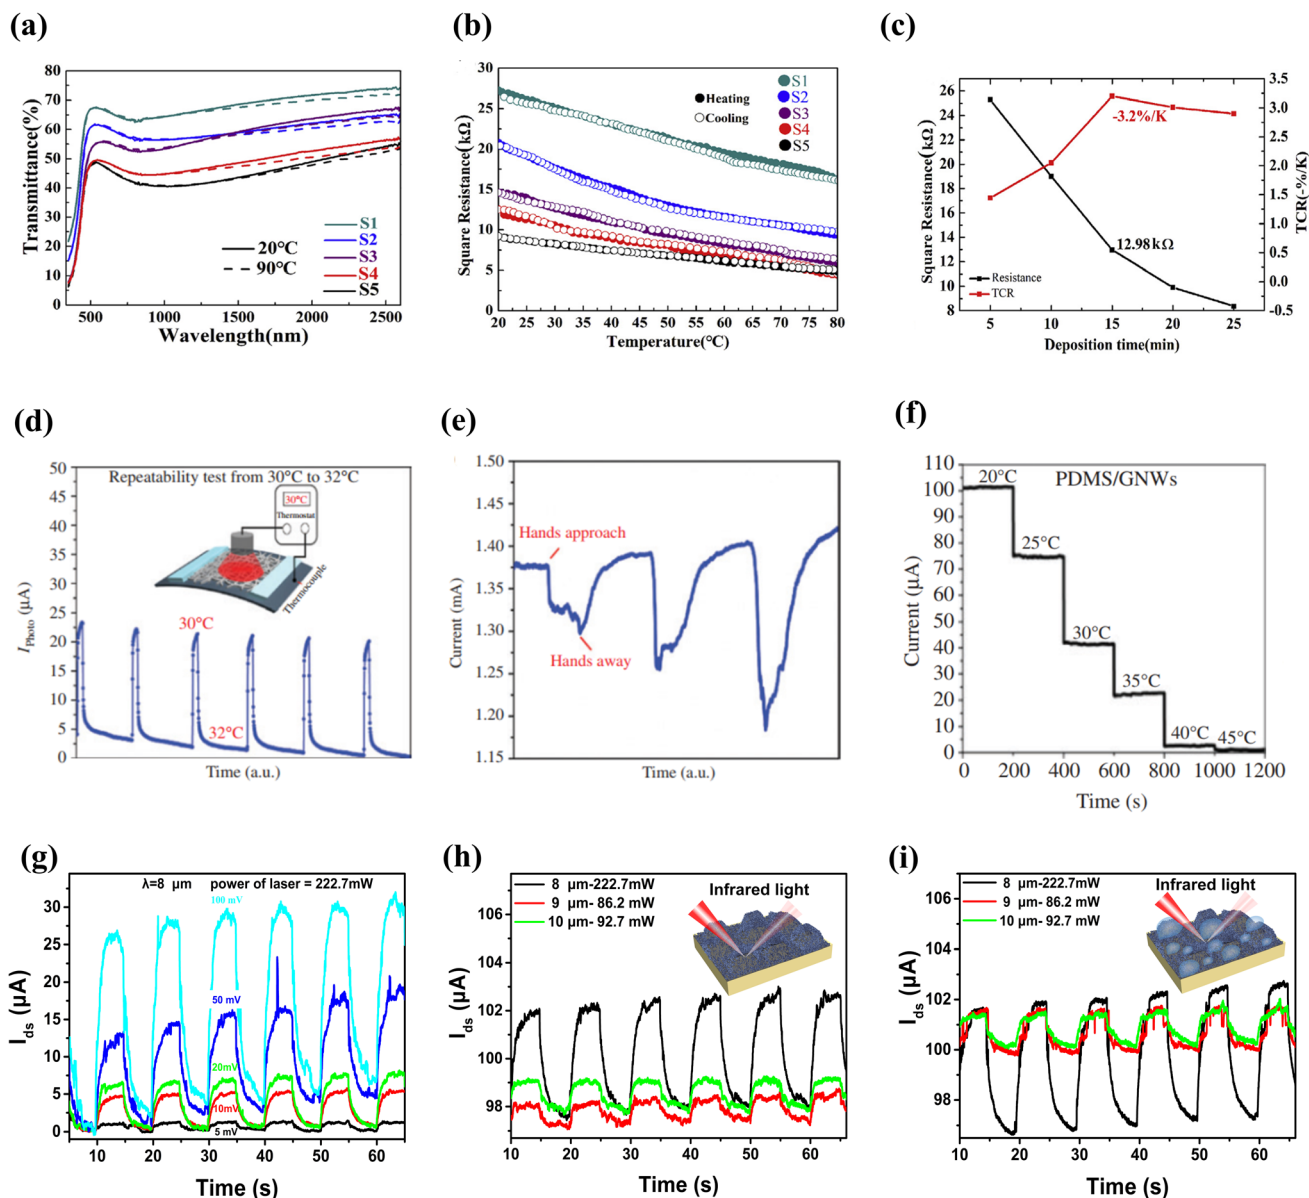 (a)
Transmittance(%)
80
70
60
50
40
30
20
10
0
500
1000
1500
2000
2500
Wavelength(nm)
20°C
90°C
S1
S2
S3
S4
S5
(b)
Square Resistance(kΩ)
30
25
20
15
10
5
0
20 25 30 35 40 45 50 55 60 65 70 75 80
Temperature(°C)
Heating
Cooling
S1
S2
S3
S4
S5
(c)
Square Resistance(kΩ)
26
24
22
20
18
16
14
12
10
8
5 10 15 20 25
Deposition time(min)
3.5
3.0
2.5
2.0
1.5
1.0
0.5
0.0
-0.5
TCR(-%/K)
-3.2%/K
12.98kΩ
Resistance
TCR
(d)
I Photo (μA)
50
45
40
35
30
25
20
15
10
5
0
Repeatability test from 30°C to 32°C
30°C
Thermostat
Thermocouple
30°C
32°C
Time (a.u.)
(e)
Current (mA)
1.50
1.40
1.35
1.30
1.25
1.20
1.15
Hands approach
Hands away
Time (a.u.)
(f)
Current (μA)
110
100
90
80
70
60
50
40
30
20
10
0
20°C
PDMS/GNWs
25°C
30°C
35°C
40°C
45°C
0 200 400 600 800 1000 1200
Time (s)
(g)
Ids (μA)
30
25
20
15
10
5
0
λ=8 μm power of laser = 222.7mW
100 mV
50 mV
20mV
10mV
5 mV
10 20 30 40 50 60
Time (s)
(h)
Ids (μA)
106
104
102
100
98
8 μm-222.7mW
9 μm- 86.2 mW
10 μm- 92.7 mW
Infrared light
10 20 30 40 50 60
Time (s)
(i)
Ids (μA)
106
104
102
100
98
8 μm-222.7mW
9 μm- 86.2 mW
10 μm- 92.7 mW
Infrared light
10 20 30 40 50 60
Time (s)